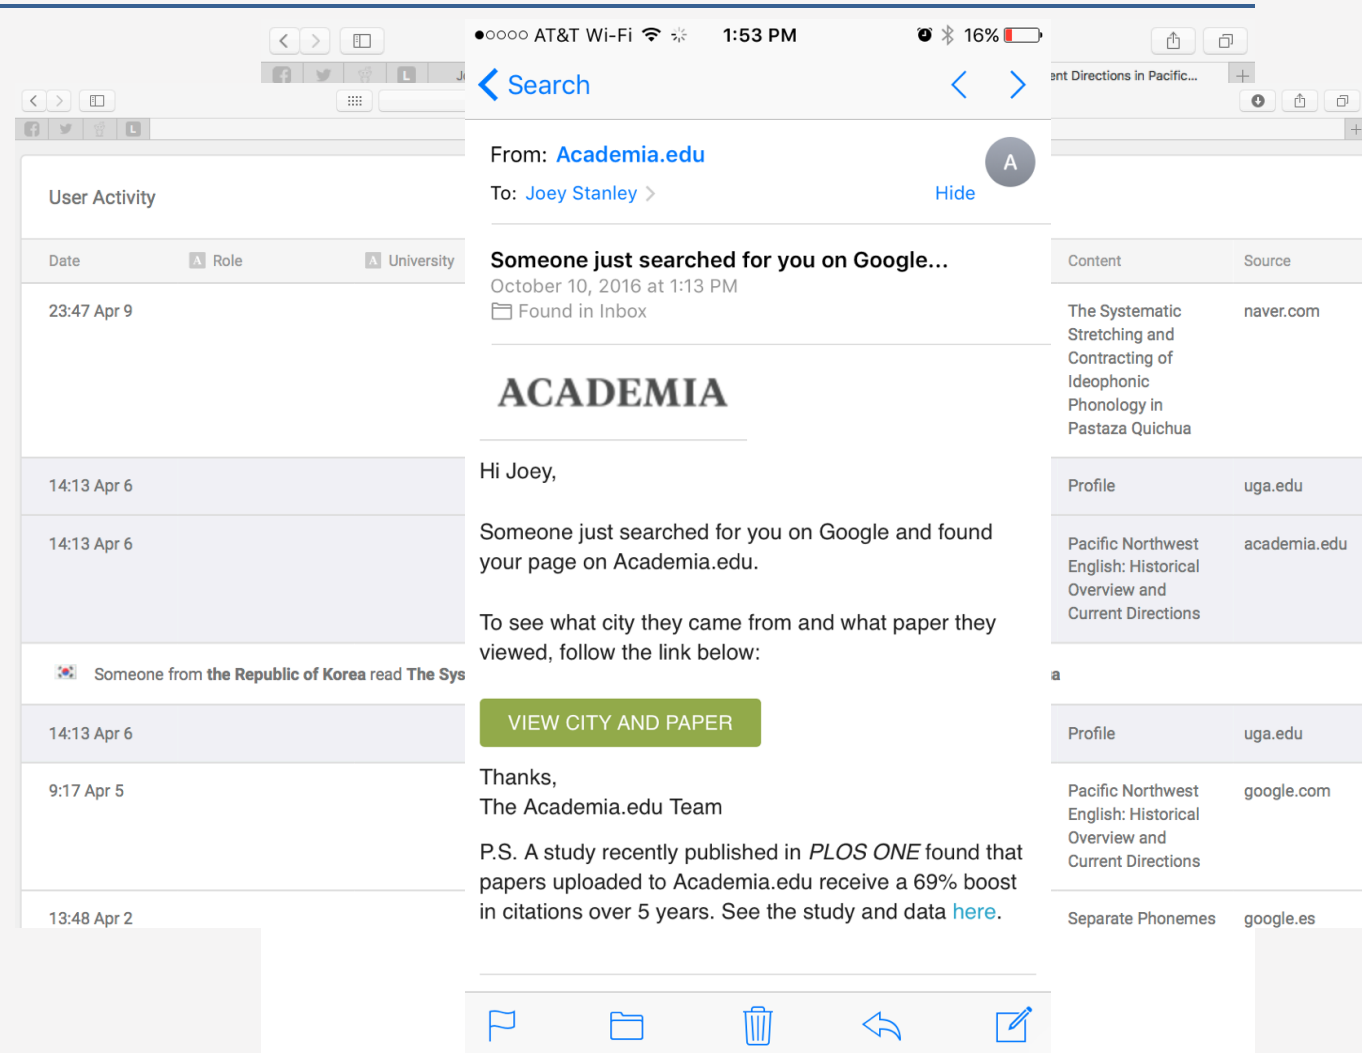 AT&T Wi-Fi 1:53 PM 16%
Search
ent Directions in Pacific...
From: Academia.edu
A
To: Joey Stanley
Hide
Someone just searched for you on Google...
October 10, 2016 at 1:13 PM
Found in Inbox
ACADEMIA
Hi Joey,
Someone just searched for you on Google and found
your page on Academia.edu.
To see what city they came from and what paper they
viewed, follow the link below:
VIEW CITY AND PAPER
Thanks,
The Academia.edu Team
P.S. A study recently published in PLOS ONE found that
papers uploaded to Academia.edu receive a 69% boost
in citations over 5 years. See the study and data here.
L
L
User Activity
Date A Role A University Content Source
23:47 Apr 9
The Systematic
Stretching and
Contracting of
Ideophonic
Phonology in
Pastaza Quichua
naver.com
14:13 Apr 6 Profile uga.edu
14:13 Apr 6
Pacific Northwest
English: Historical
Overview and
Current Directions
academia.edu
Someone from the Republic of Korea read The Sys
a
14:13 Apr 6 Profile uga.edu
9:17 Apr 5
Pacific Northwest
English: Historical
Overview and
Current Directions
google.com
13:48 Apr 2 Separate Phonemes google.es